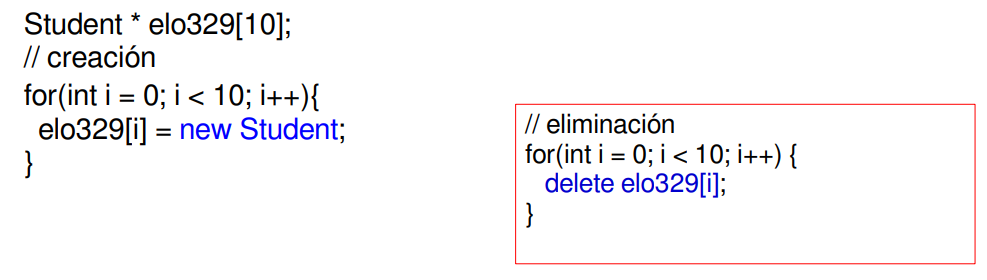 Student * elo329[10];
// creación
for(int i = 0; i < 10; i++){
elo329[i] = new Student;
}
// eliminación
for(int i = 0; i < 10; i++) {
delete elo329[i];
}